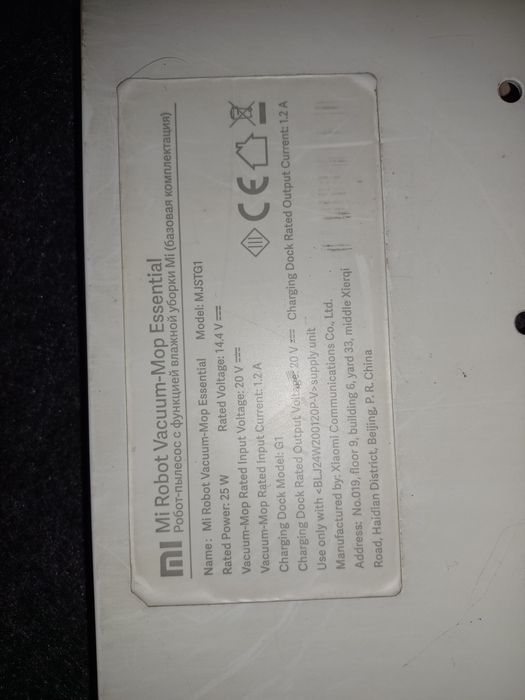 mi Mi Robot Vacuum-Mop Essential
Робот-пылесос с функцией влажной уборки Mi (базовая комплектация)
Name: Mi Robot Vacuum-Mop Essential Model: MJSTG1
Rated Power: 25 W Rated Voltage: 14.4 V⎓
Vacuum-Mop Rated Input Voltage: 20 V⎓
Vacuum-Mop Rated Input Current: 1.2 A
CE
Charging Dock Model: G1
Charging Dock Rated Output Voltage: 20 V⎓ Charging Dock Rated Output Current: 1.2 A
Use only with <BLJ24W200120P-V> supply unit
Manufactured by: Xiaomi Communications Co., Ltd.
Address: No.019, floor 9, building 6, yard 33, middle Xierqi
Road, Haidian District, Beijing, P. R. China